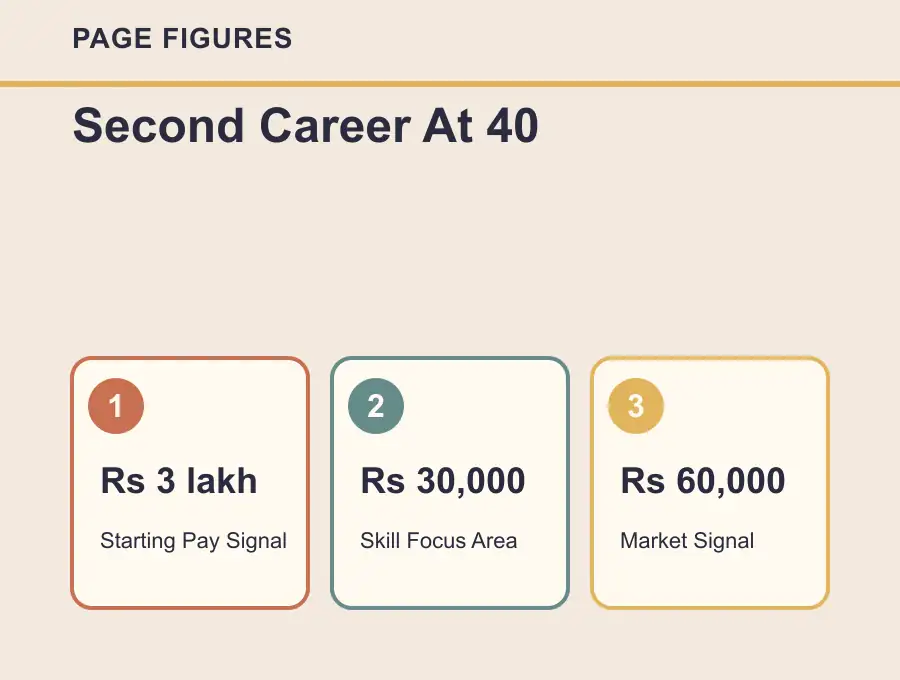 PAGE FIGURES
Second Career At 40
1
Rs 3 lakh
Starting Pay Signal
2
Rs 30,000
Skill Focus Area
3
Rs 60,000
Market Signal